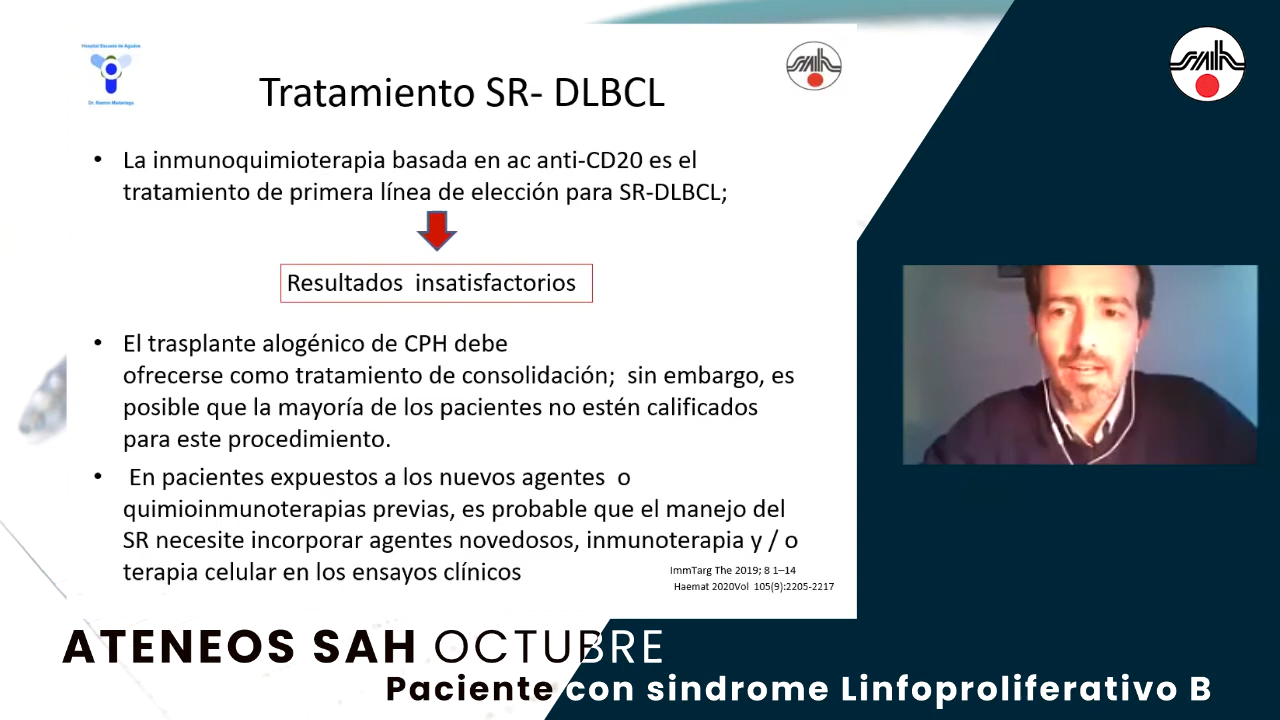 Hospital Escuela de Agudos
Dr. Ramón Madariaga
sah
sah
Tratamiento SR- DLBCL
• La inmunoquimioterapia basada en ac anti-CD20 es el
tratamiento de primera línea de elección para SR-DLBCL;
Resultados insatisfactorios
• El trasplante alogénico de CPH debe
ofrecerse como tratamiento de consolidación; sin embargo, es
posible que la mayoría de los pacientes no estén calificados
para este procedimiento.
• En pacientes expuestos a los nuevos agentes o
quimioinmunoterapias previas, es probable que el manejo del
SR necesite incorporar agentes novedosos, inmunoterapia y / o
terapia celular en los ensayos clínicos
ImmTarg The 2019; 8 1–14
Haemat 2020Vol 105(9):2205-2217
ATENEOS SAH OCTUBRE
Paciente con sindrome Linfoproliferativo B